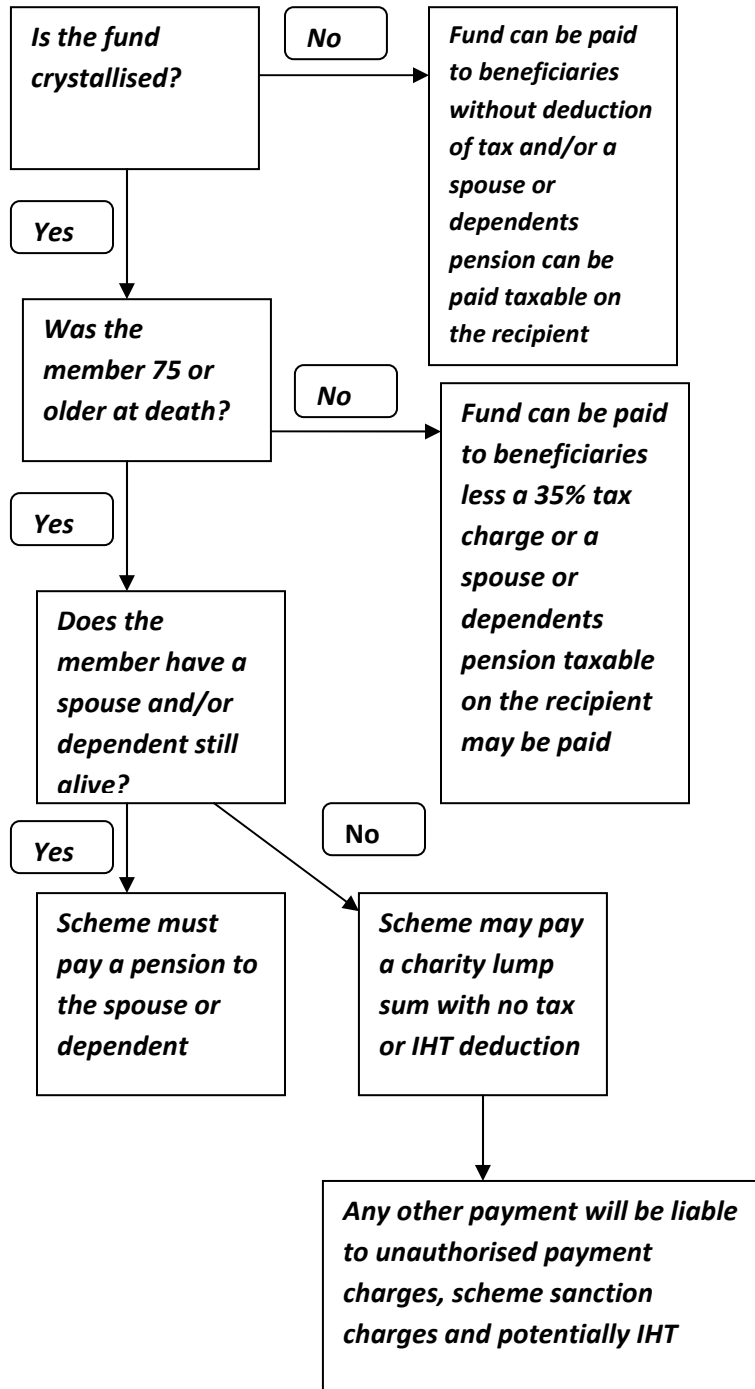 Is the fund
crystallised?
No
Fund can be paid
to beneficiaries
without deduction
of tax and/or a
spouse or
dependents
pension can be
paid taxable on
the recipient
Yes
Was the
member 75 or
older at death?
No
Fund can be paid
to beneficiaries
less a 35% tax
charge or a
spouse or
dependents
pension taxable
on the recipient
may be paid
Yes
Does the
member have a
spouse and/or
dependent still
alive?
Yes
No
Scheme must
pay a pension to
the spouse or
dependent
Scheme may pay
a charity lump
sum with no tax
or IHT deduction
Any other payment will be liable
to unauthorised payment
charges, scheme sanction
charges and potentially IHT